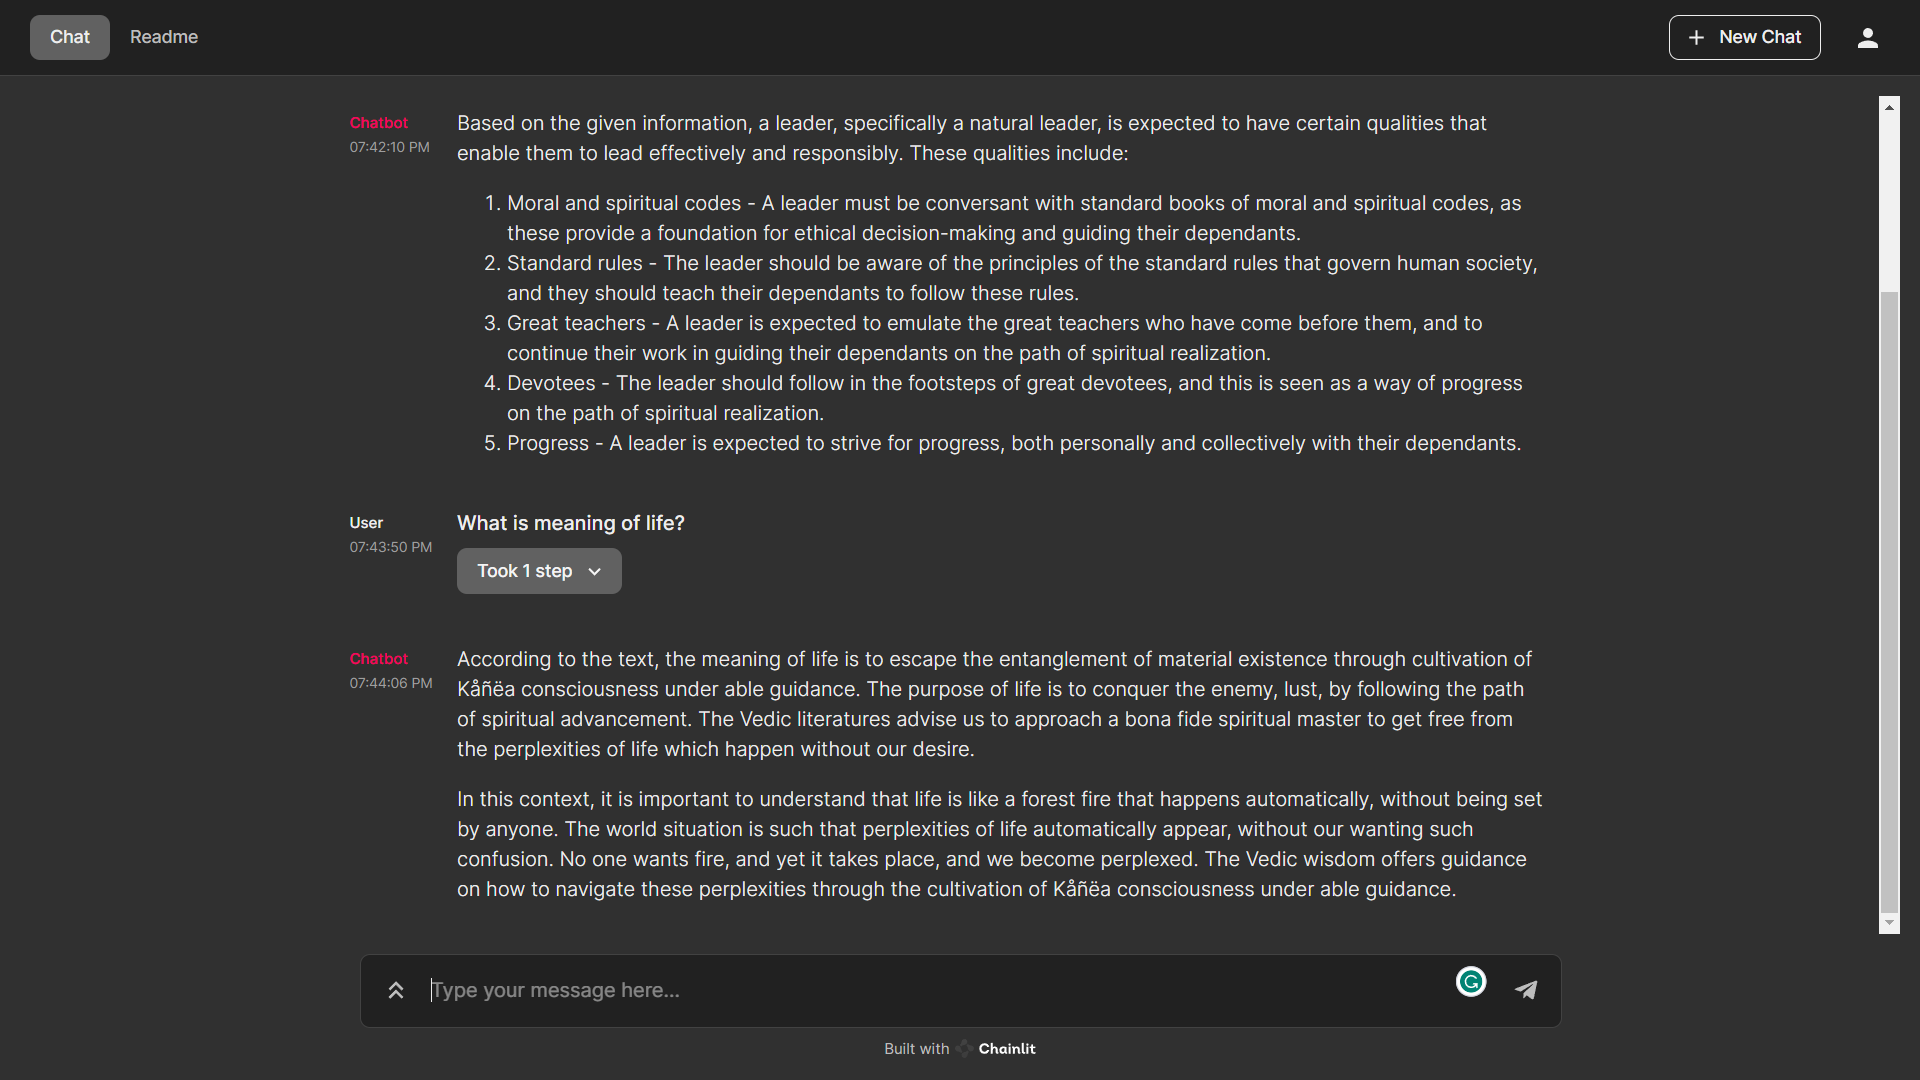 Chat
Readme
New Chat
Chatbot
07:42:10 PM
Based on the given information, a leader, specifically a natural leader, is expected to have certain qualities that
enable them to lead effectively and responsibly. These qualities include:
1. Moral and spiritual codes - A leader must be conversant with standard books of moral and spiritual codes, as
these provide a foundation for ethical decision-making and guiding their dependants.
2. Standard rules - The leader should be aware of the principles of the standard rules that govern human society,
and they should teach their dependants to follow these rules.
3. Great teachers - A leader is expected to emulate the great teachers who have come before them, and to
continue their work in guiding their dependants on the path of spiritual realization.
4. Devotees - The leader should follow in the footsteps of great devotees, and this is seen as a way of progress
on the path of spiritual realization.
5. Progress - A leader is expected to strive for progress, both personally and collectively with their dependants.
User
07:43:50 PM
What is meaning of life?
Took 1 step
Chatbot
07:44:06 PM
According to the text, the meaning of life is to escape the entanglement of material existence through cultivation of
Kåñëa consciousness under able guidance. The purpose of life is to conquer the enemy, lust, by following the path
of spiritual advancement. The Vedic literatures advise us to approach a bona fide spiritual master to get free from
the perplexities of life which happen without our desire.
In this context, it is important to understand that life is like a forest fire that happens automatically, without being set
by anyone. The world situation is such that perplexities of life automatically appear, without our wanting such
confusion. No one wants fire, and yet it takes place, and we become perplexed. The Vedic wisdom offers guidance
on how to navigate these perplexities through the cultivation of Kåñëa consciousness under able guidance.
Type your message here...
Built with Chainlit